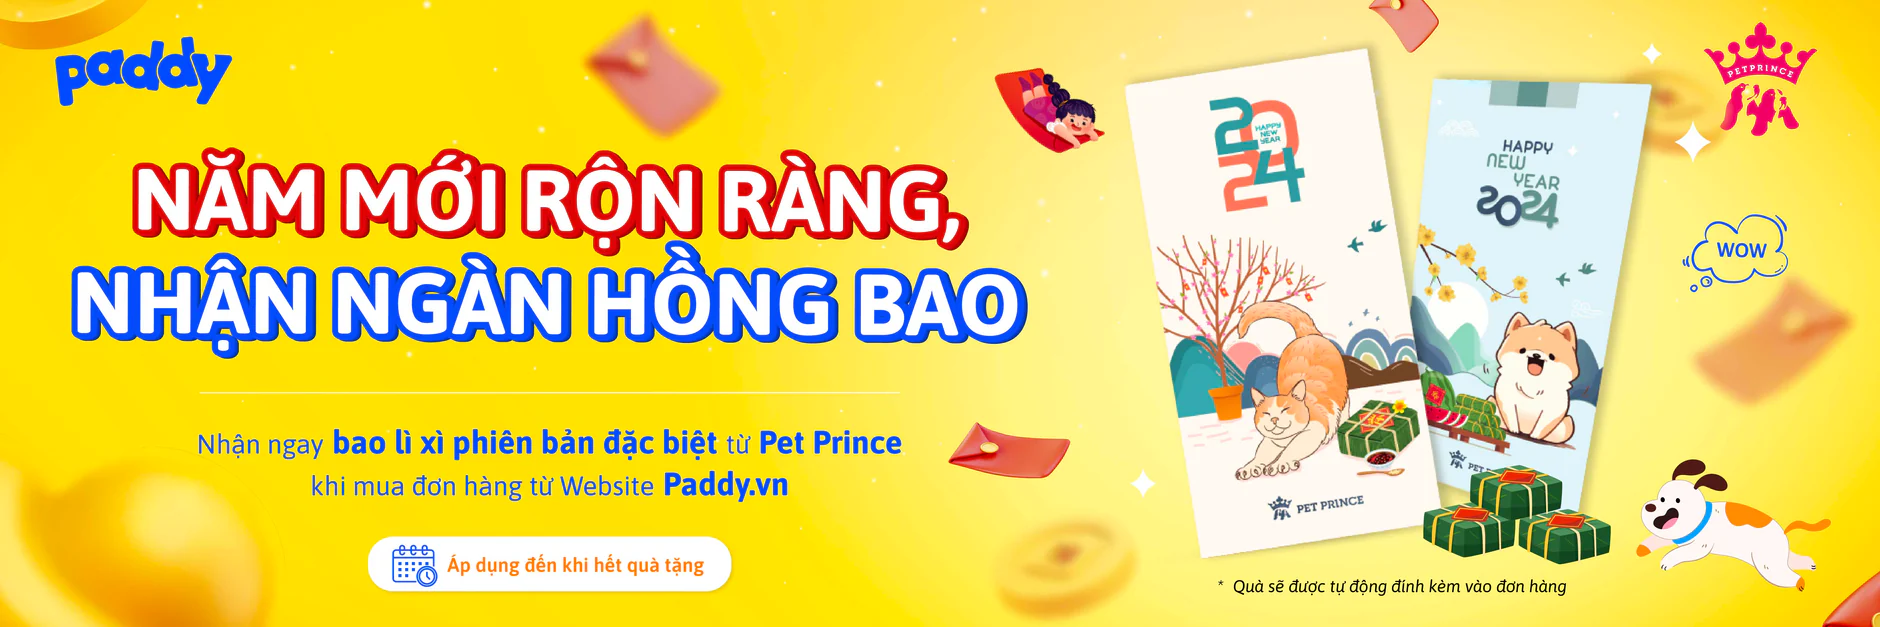 paddy
NĂM MỚI RỘN RÀNG,
NHẬN NGÀN HỒNG BAO
Nhận ngay bao lì xì phiên bản đặc biệt từ Pet Prince
khi mua đơn hàng từ Website Paddy.vn
Áp dụng đến khi hết quà tặng
2024
HAPPY
NEW
YEAR
PET PRINCE
HAPPY
NEW
YEAR
2024
PET P
PETPRINCE
WOW
* Quà sẽ được tự động đính kèm vào đơn hàng